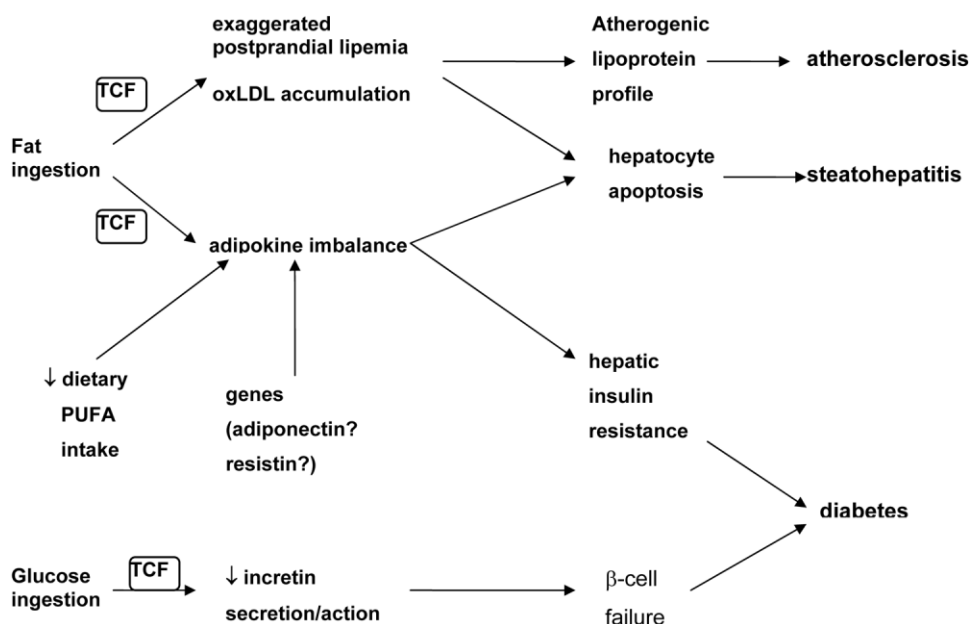 exaggerated
postprandial lipemia
oxLDL accumulation
Atherogenic
lipoprotein
profile
atherosclerosis
TCF
Fat
ingestion
hepatocyte
apoptosis
steatohepatitis
TCF
adipokine imbalance
↓ dietary
PUFA
intake
genes
(adiponectin?
resistin?)
hepatic
insulin
resistance
diabetes
Glucose
ingestion
TCF
↓ incretin
secretion/action
β-cell
failure